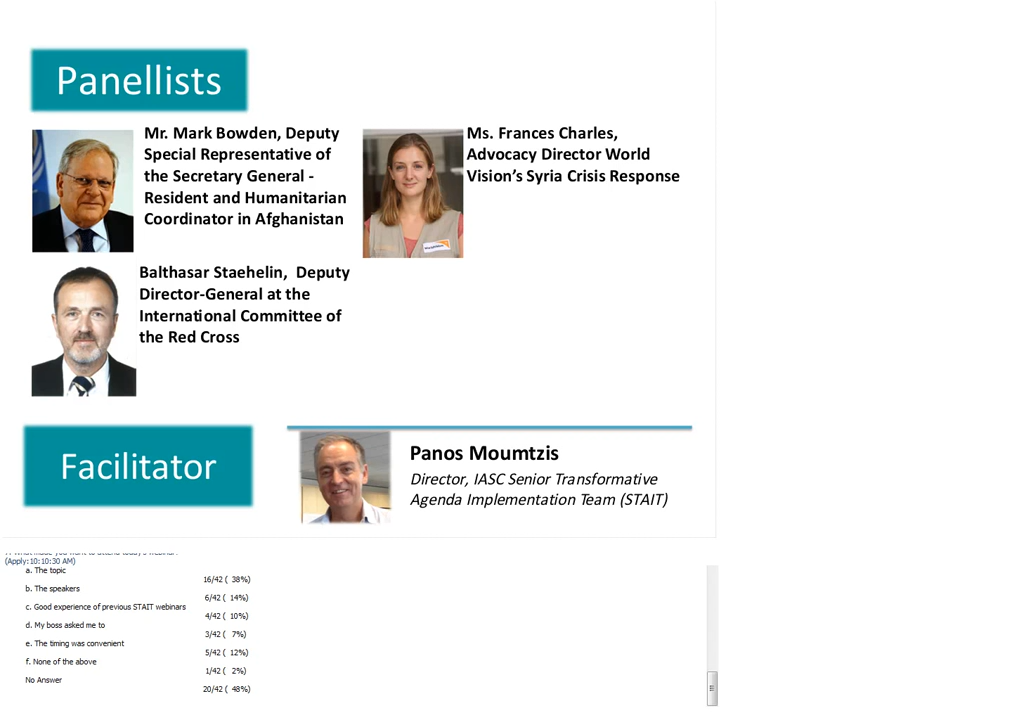 Panellists
Mr. Mark Bowden, Deputy
Special Representative of
the Secretary General -
Resident and Humanitarian
Coordinator in Afghanistan
Ms. Frances Charles,
Advocacy Director World
Vision’s Syria Crisis Response
Balthasar Staehelin,  Deputy
Director-General at the
International Committee of
the Red Cross
Facilitator
Panos Moumtzis
Director, IASC Senior Transformative
Agenda Implementation Team (STAIT)
(Apply:10:10:30 AM)
a. The topic
16/42 ( 38%)
b. The speakers
6/42 ( 14%)
c. Good experience of previous STAIT webinars
4/42 ( 10%)
d. My boss asked me to
3/42 (  7%)
e. The timing was convenient
5/42 ( 12%)
f. None of the above
1/42 (  2%)
No Answer
20/42 ( 48%)